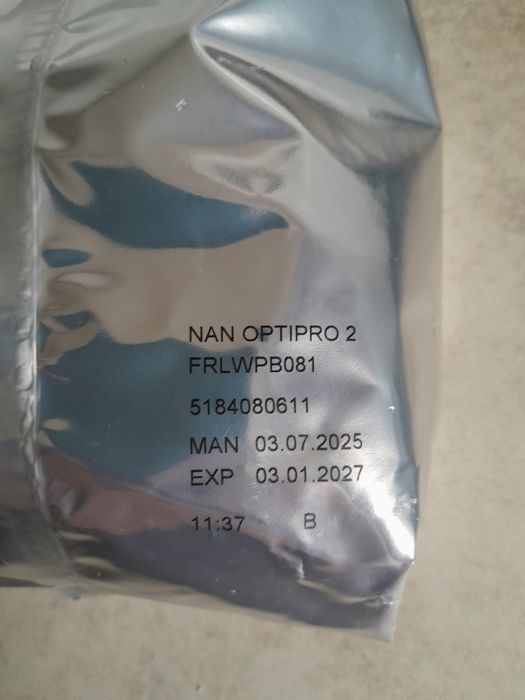 NAN OPTIPRO 2
FRLWPB081
5184080611
MAN 03.07.2025
EXP 03.01.2027
11:37 B